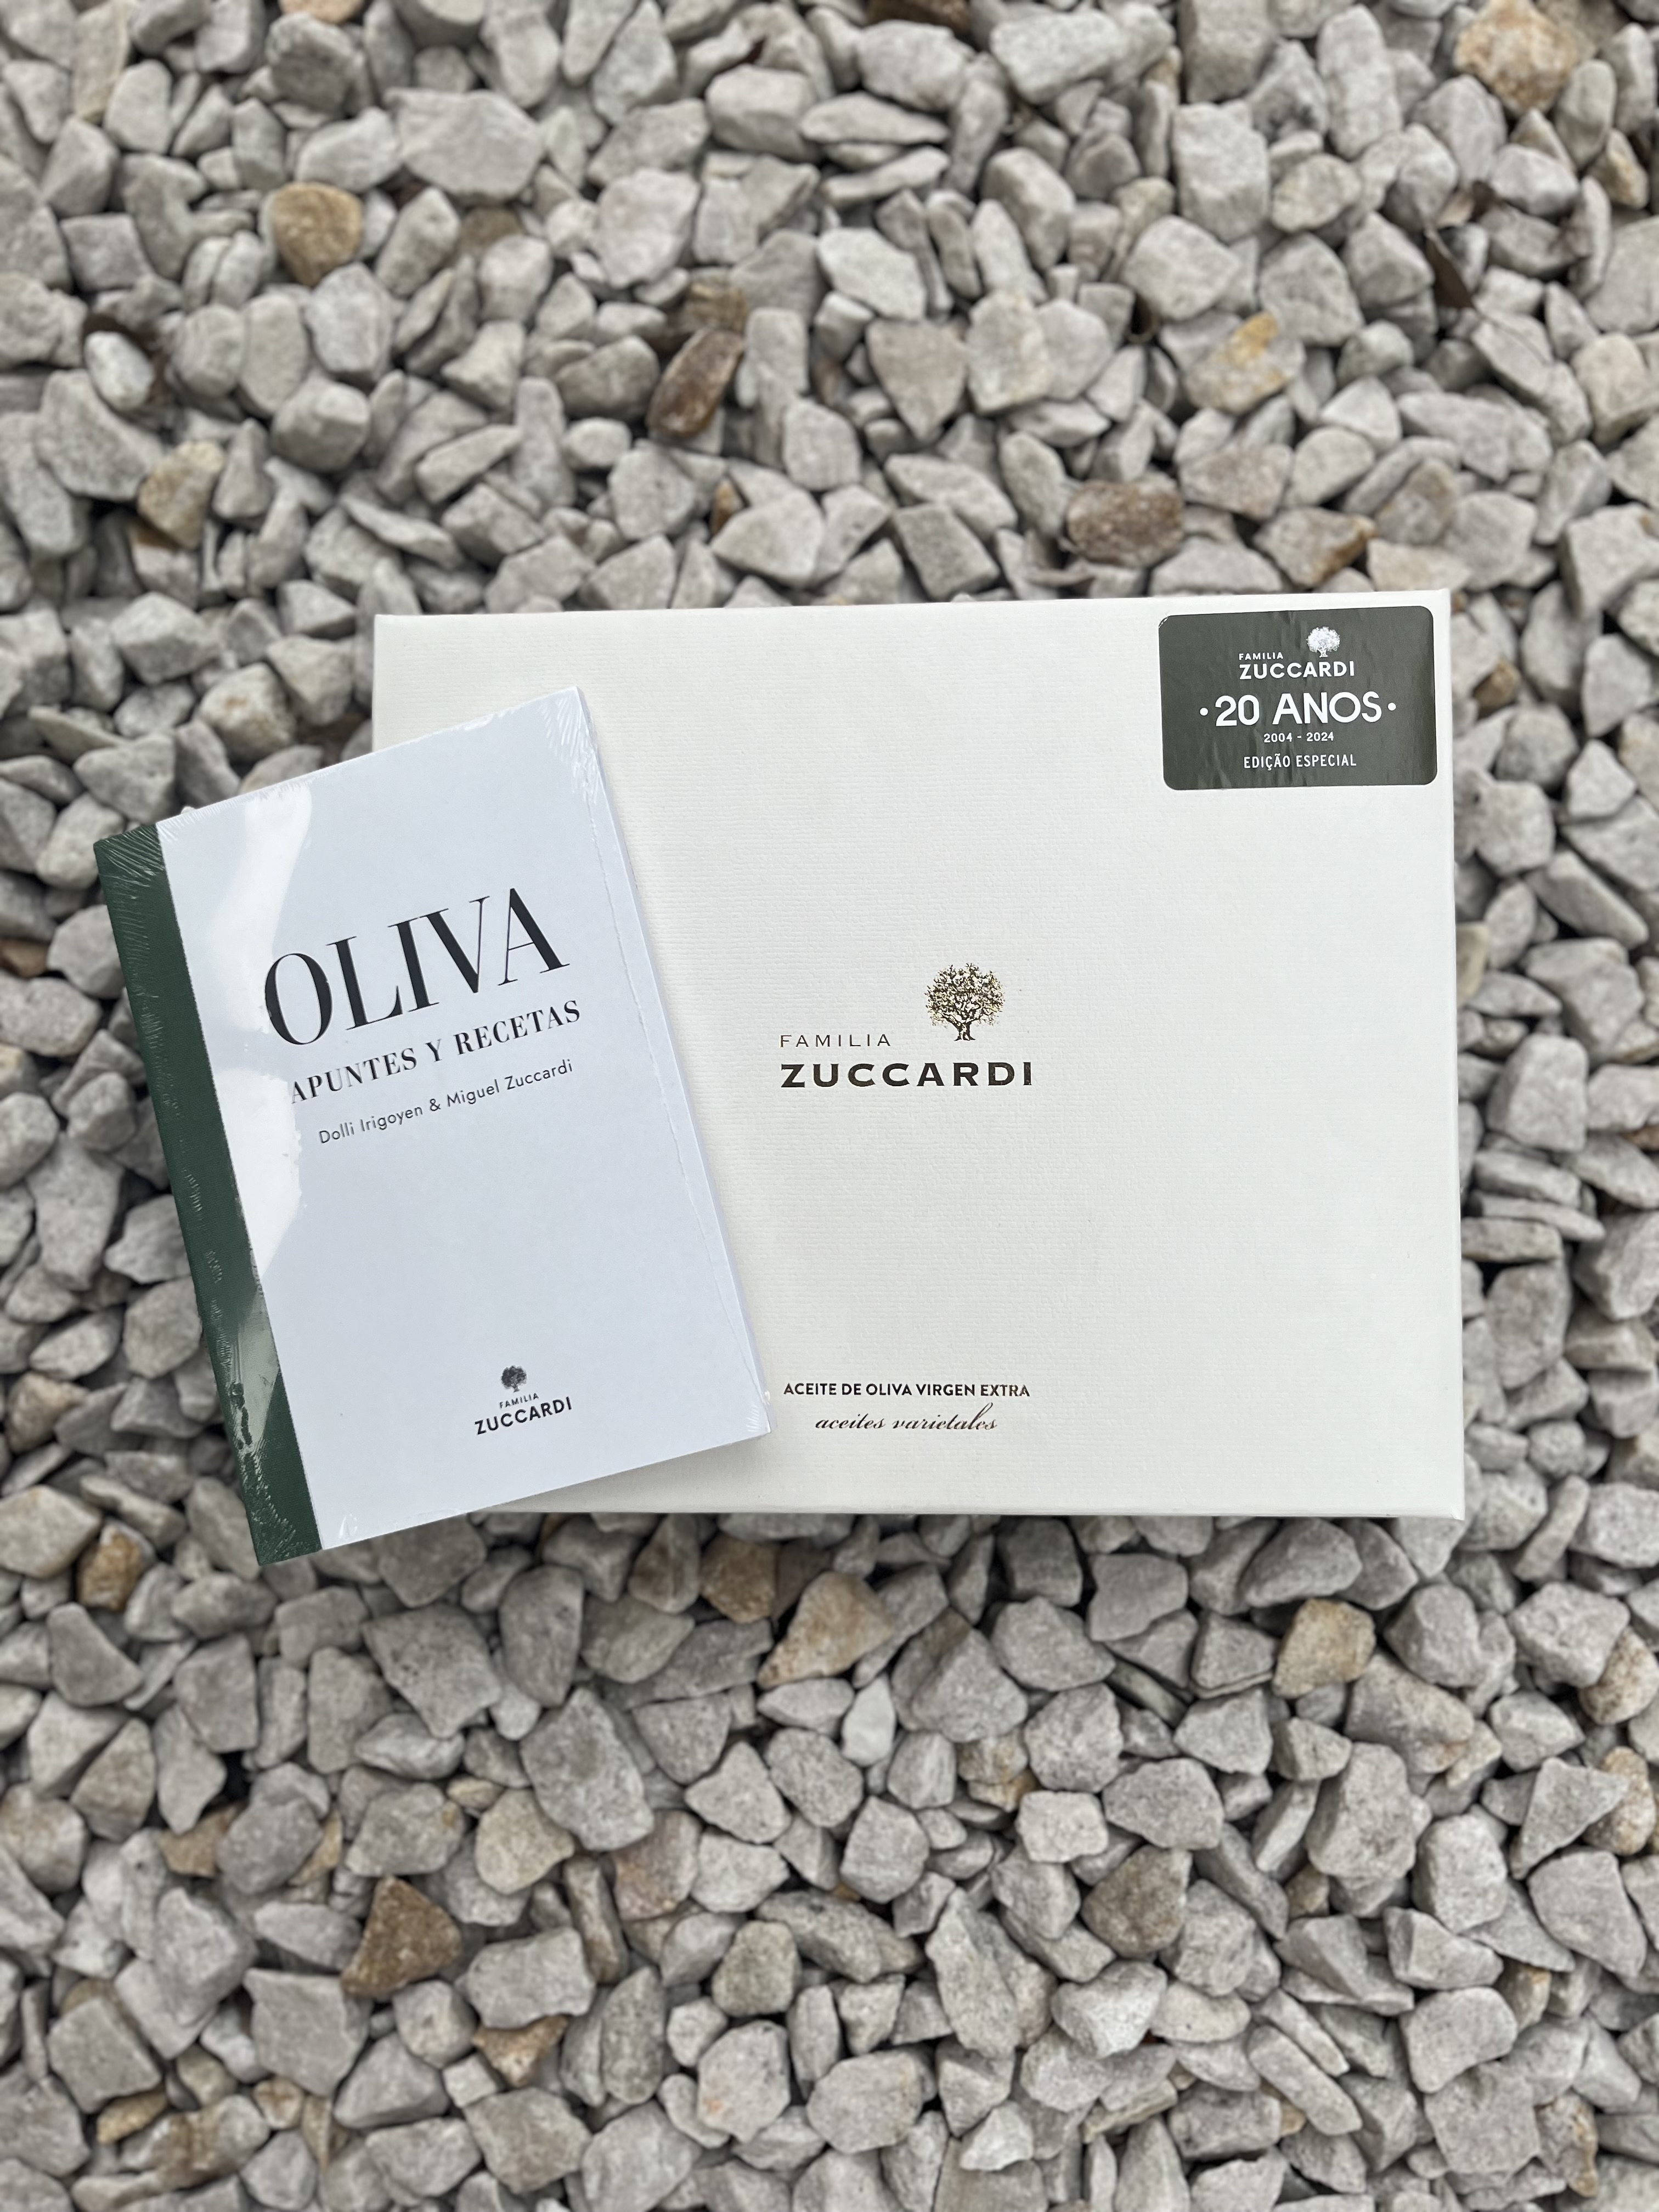 FAMILIA
ZUCCARDI
·20 ANOS·
2004 - 2024
EDIÇÃO ESPECIAL
OLIVA
APUNTES Y RECETAS
Dolli Irigoyen & Miguel Zuccardi
FAMILIA
ZUCCARDI
FAMILIA
ZUCCARDI
ACEITE DE OLIVA VIRGEN EXTRA
aceites varietales